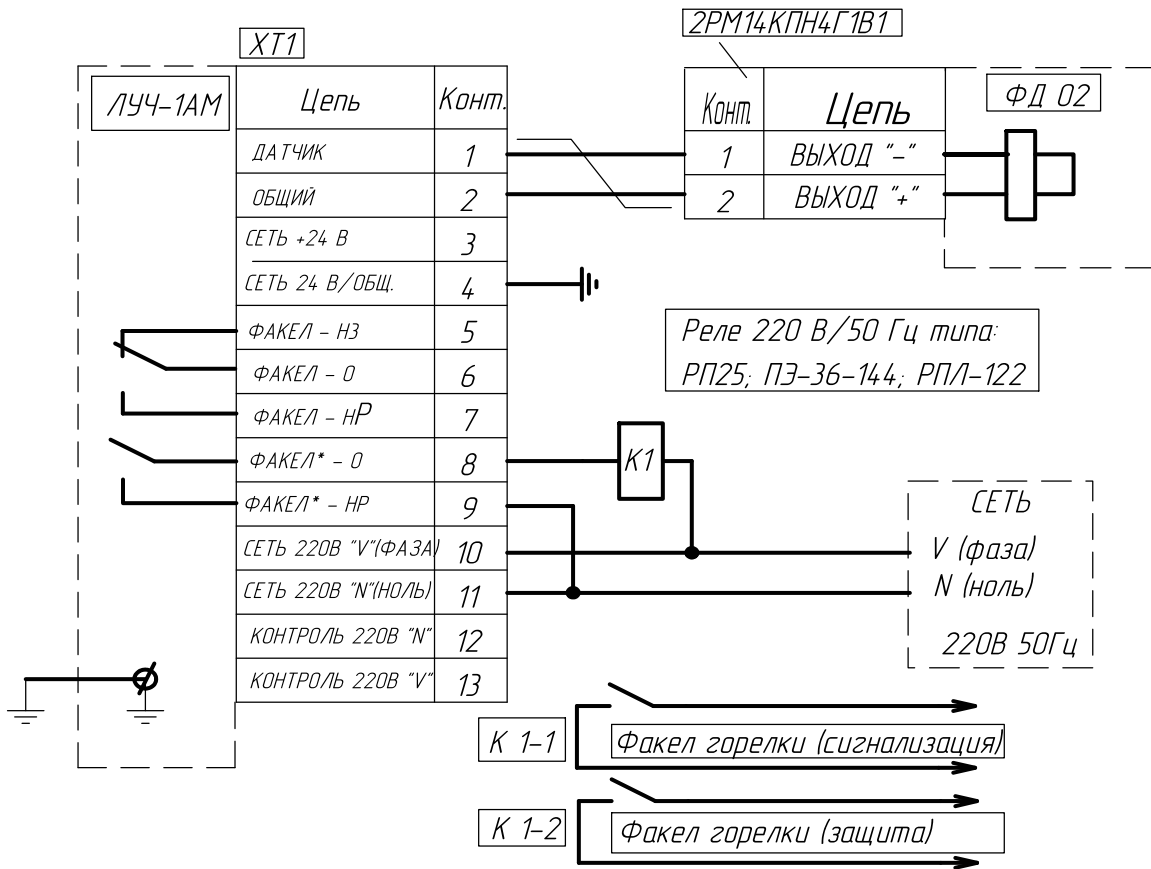 2РМ14КПН4Г1В1
ХТ1
ЛУЧ-1АМ
Цепь Конт.
ДАТЧИК 1
ОБЩИЙ 2
СЕТЬ +24 В 3
СЕТЬ 24 В/ОБЩ. 4
ФАКЕЛ - НЗ 5
ФАКЕЛ - О 6
ФАКЕЛ - НР 7
ФАКЕЛ* - О 8
ФАКЕЛ* - НР 9
СЕТЬ 220В "V"(ФАЗА) 10
СЕТЬ 220В "N"(НОЛЬ) 11
КОНТРОЛЬ 220В "N" 12
КОНТРОЛЬ 220В "V" 13
Конт. Цепь
1 ВЫХОД "-"
2 ВЫХОД "+"
ФД 02
Реле 220 В/50 Гц типа:
РП25; ПЭ-36-144; РПЛ-122
К1
СЕТЬ
V (фаза)
N (ноль)
220В 50Гц
К 1-1
Факел горелки (сигнализация)
К 1-2
Факел горелки (защита)